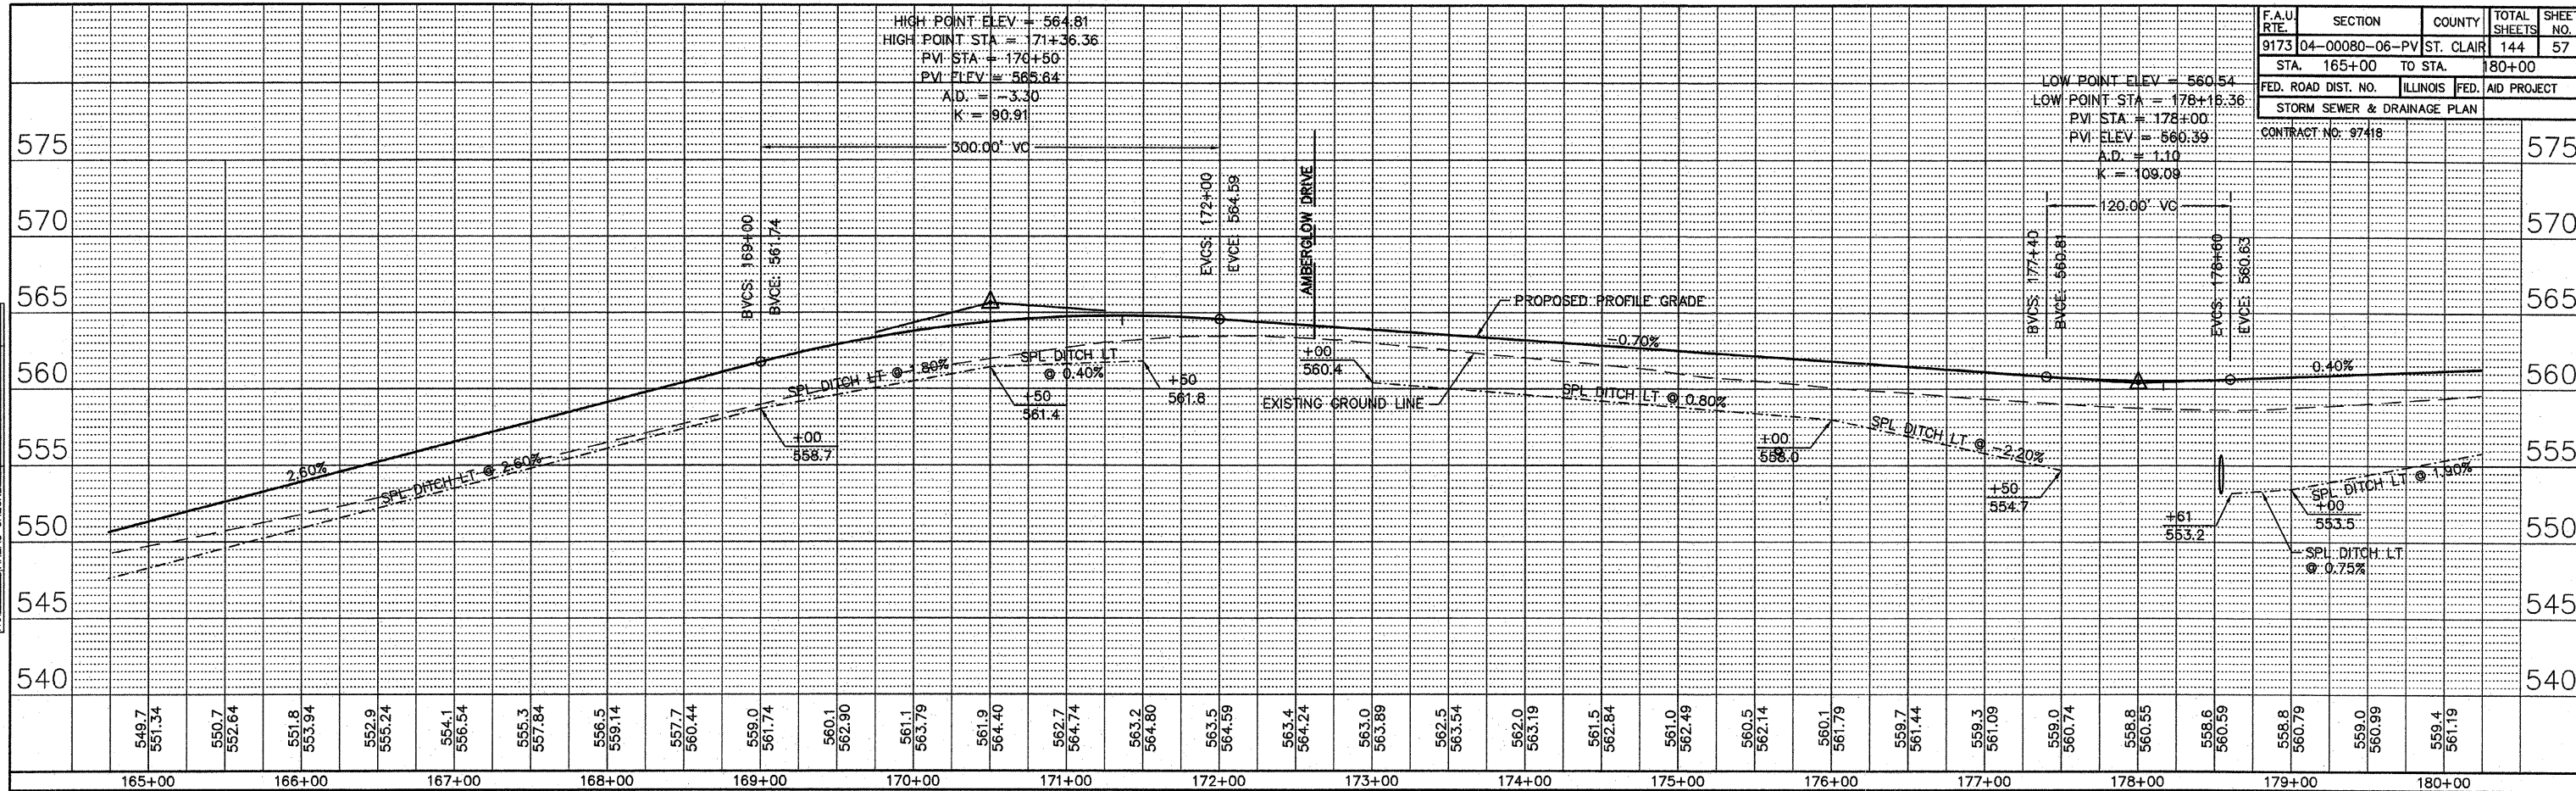 HIGH POINT ELEV = 564.81
HIGH POINT STA = 171+36.36
PVI STA = 170+50
PVI ELEV = 565.64
A.D. = -3.30
K = 90.91
300.00' VC
LOW POINT ELEV = 560.54
LOW POINT STA = 178+16.36
PVI STA = 178+00
PVI ELEV = 560.39
A.D. = 1.10
K = 109.09
120.00' VC
F.A.U. RTE. SECTION COUNTY TOTAL SHEETS SHEET NO.
9173 04-00080-06-PV ST. CLAIR 144 57
STA. 165+00 TO STA. 180+00
FED. ROAD DIST. NO. ILLINOIS FED. AID PROJECT
STORM SEWER & DRAINAGE PLAN
CONTRACT NO: 97418
575 575
570 570
565 565
560 560
555 555
550 550
545 545
540 540
BVCS: 169+00
BVCE: 561.74
EVCS: 172+00
EVCE: 564.59
AMBERGLOW DRIVE
BVCS: 177+40
BVCE: 560.81
EVCS: 178+60
EVCE: 560.63
PROPOSED PROFILE GRADE
-0.70%
0.40%
2.60%
SPL DITCH LT @ 2.60%
SPL DITCH LT @ 1.80%
SPL DITCH LT
@ 0.40%
+00
558.7
+50
561.4
+50
561.8
+00
560.4
EXISTING GROUND LINE
SPL DITCH LT @ 0.80%
+00
558.0
SPL DITCH LT @ -2.20%
+50
554.7
+61
553.2
SPL DITCH LT @ 1.90%
+00
553.5
SPL DITCH LT
@ 0.75%
549.7
551.34
550.7
552.64
551.8
553.94
552.9
555.24
554.1
556.54
555.3
557.84
556.5
559.14
557.7
560.44
559.0
561.74
560.1
562.90
561.1
563.79
561.9
564.40
562.7
564.74
563.2
564.80
563.5
564.59
563.4
564.24
563.0
563.89
562.5
563.54
562.0
563.19
561.5
562.84
561.0
562.49
560.5
562.14
560.1
561.79
559.7
561.44
559.3
561.09
559.0
560.74
558.8
560.55
558.6
560.59
558.8
560.79
559.0
560.99
559.4
561.19
165+00 166+00 167+00 168+00 169+00 170+00 171+00 172+00 173+00 174+00 175+00 176+00 177+00 178+00 179+00 180+00